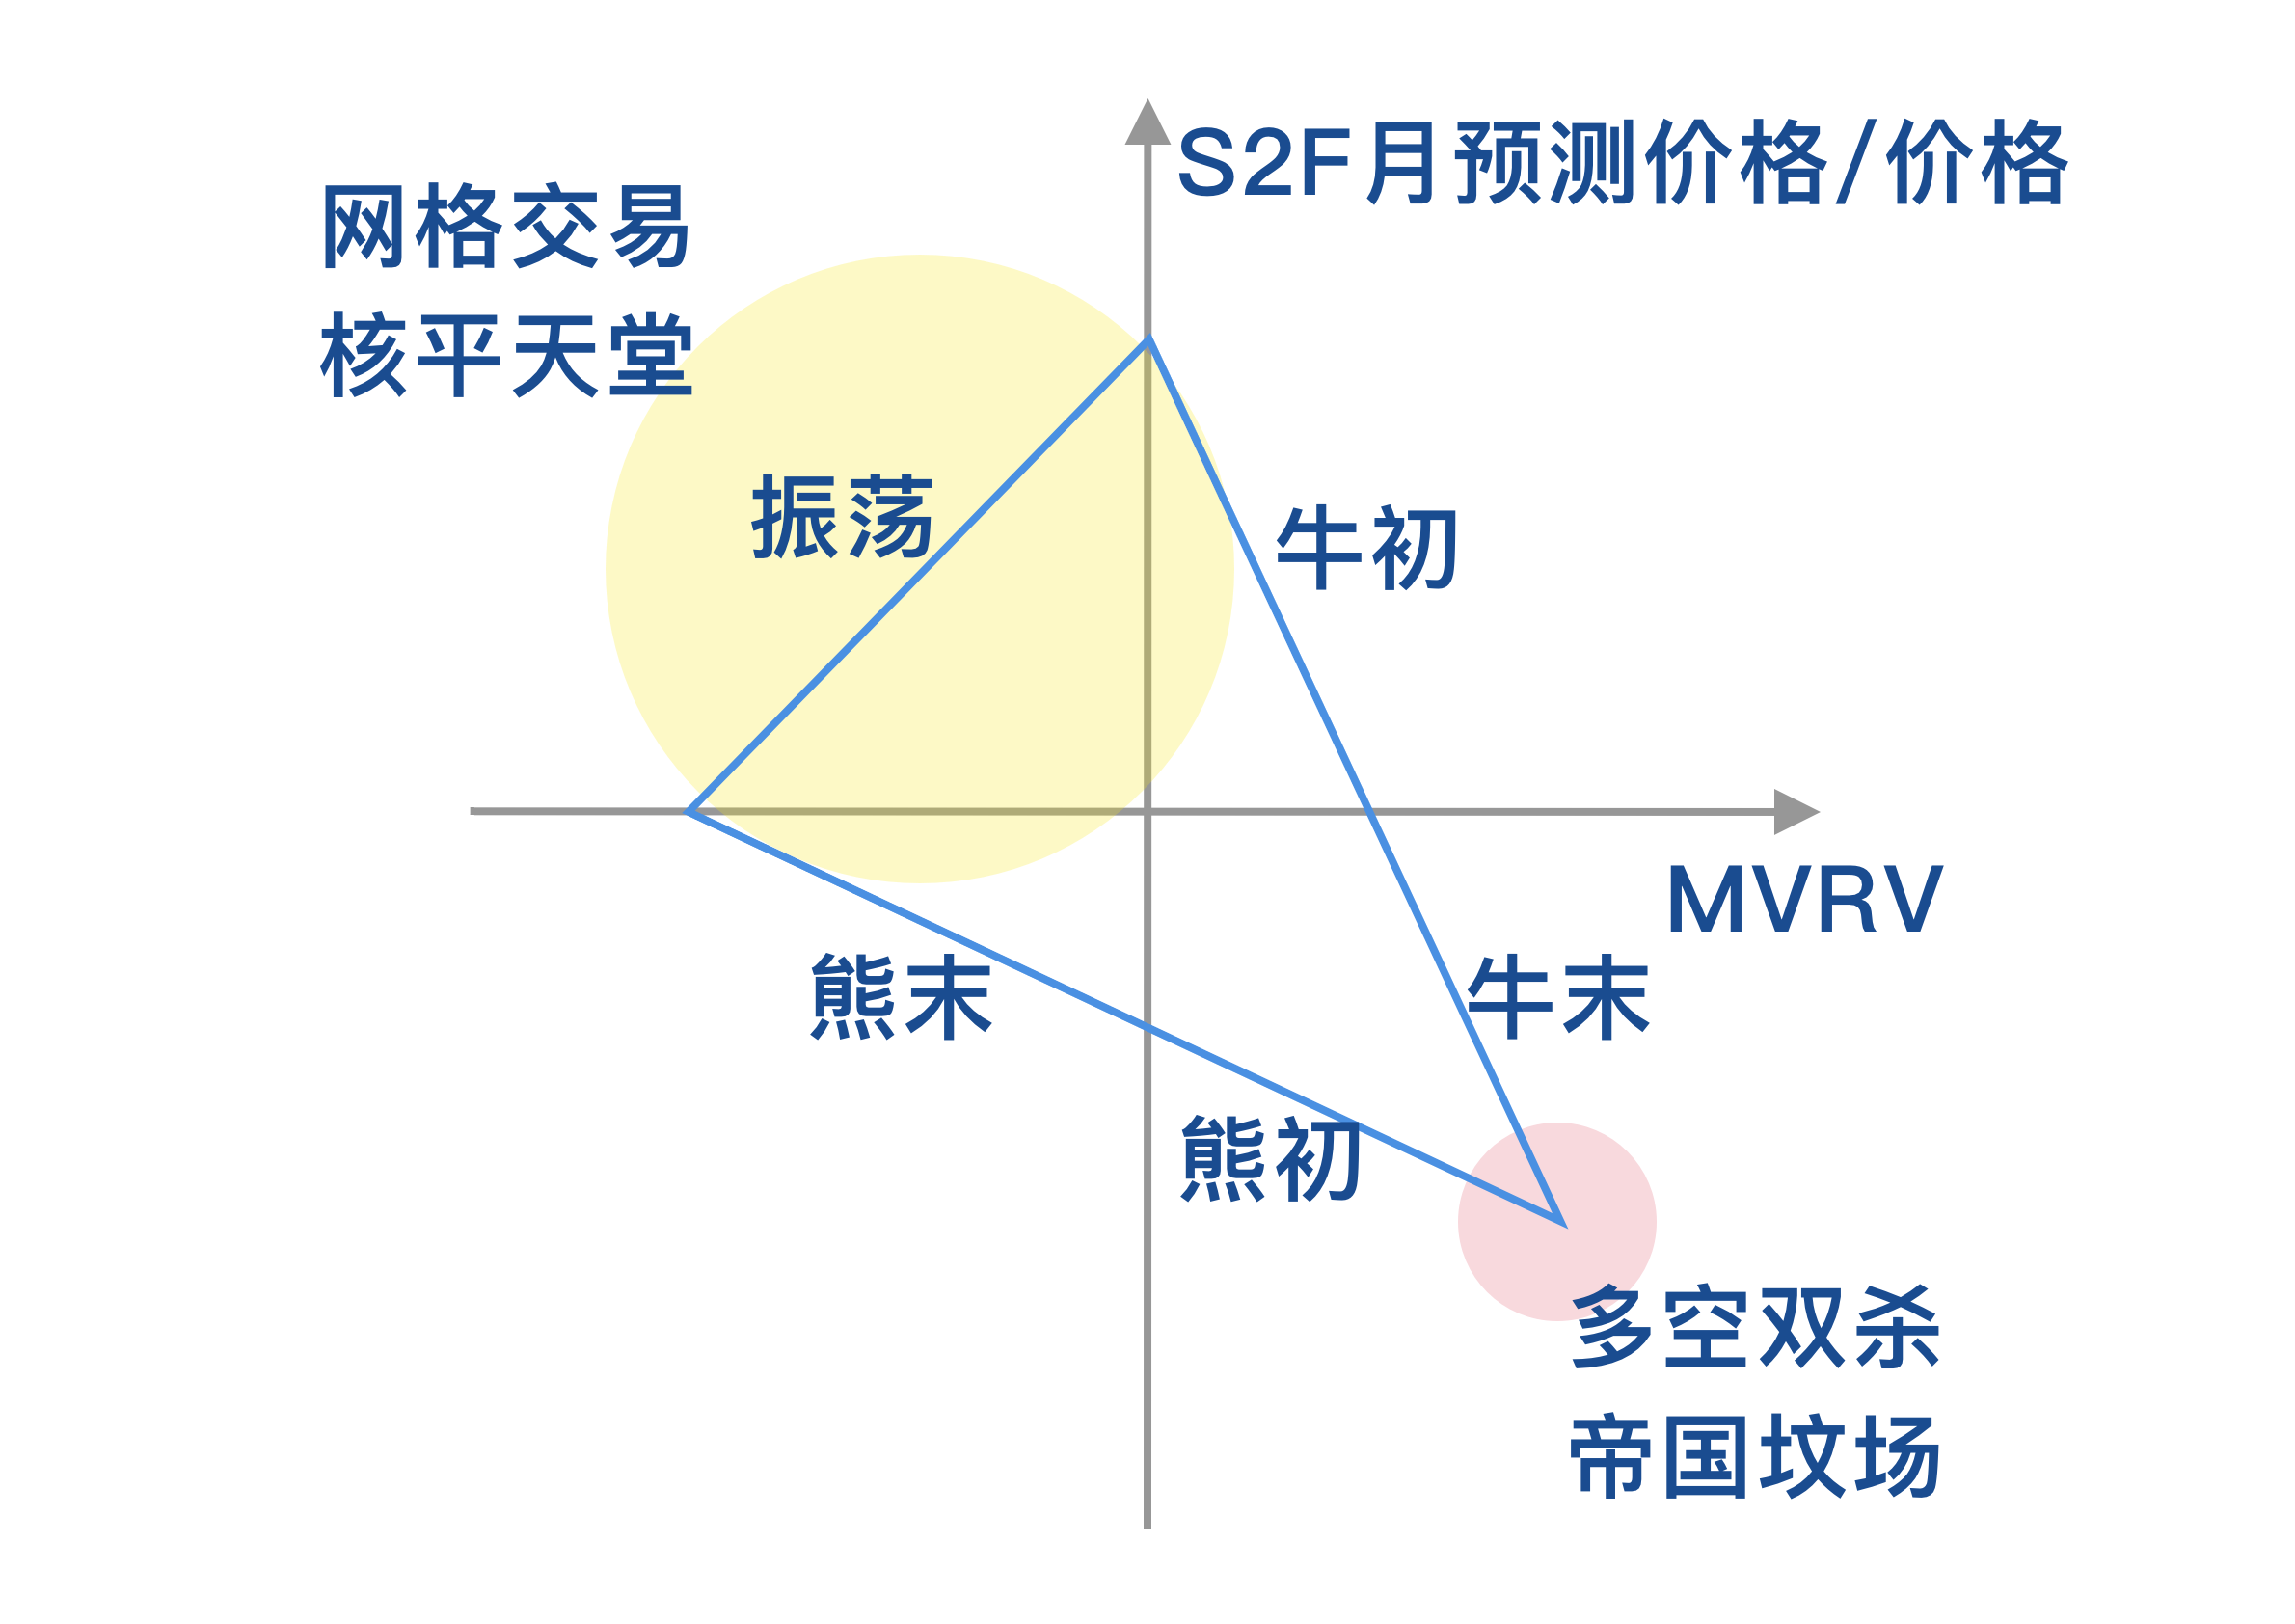 S2F月预测价格/价格
网格交易
核平天堂
振荡
牛初
MVRV
熊末
牛末
熊初
多空双杀
帝国坟场